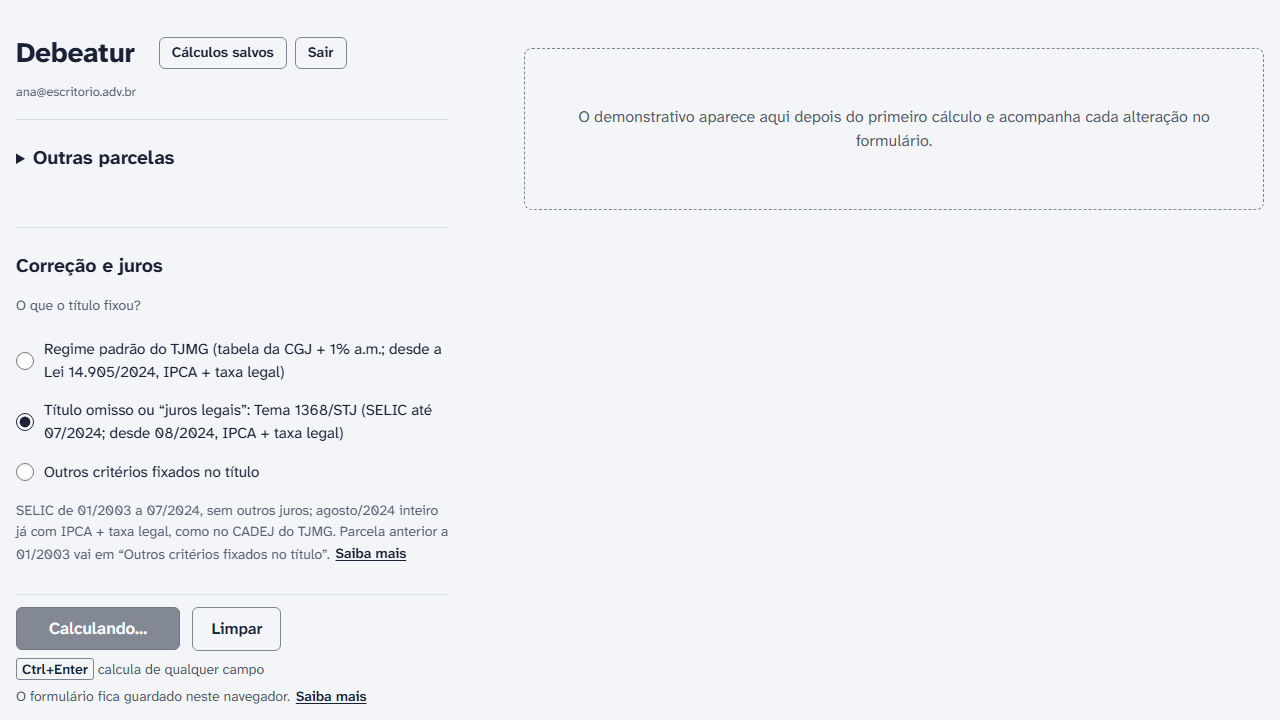 Debeatur
Cálculos salvos
Sair
ana@escritorio.adv.br
Outras parcelas
Correção e juros
O que o título fixou?
Regime padrão do TJMG (tabela da CGJ + 1% a.m.; desde a
Lei 14.905/2024, IPCA + taxa legal)
Título omisso ou “juros legais”: Tema 1368/STJ (SELIC até
07/2024; desde 08/2024, IPCA + taxa legal)
Outros critérios fixados no título
SELIC de 01/2003 a 07/2024, sem outros juros; agosto/2024 inteiro
já com IPCA + taxa legal, como no CADEJ do TJMG. Parcela anterior a
01/2003 vai em “Outros critérios fixados no título”. Saiba mais
Calculando…
Limpar
Ctrl+Enter calcula de qualquer campo
O formulário fica guardado neste navegador. Saiba mais
O demonstrativo aparece aqui depois do primeiro cálculo e acompanha cada alteração no
formulário.